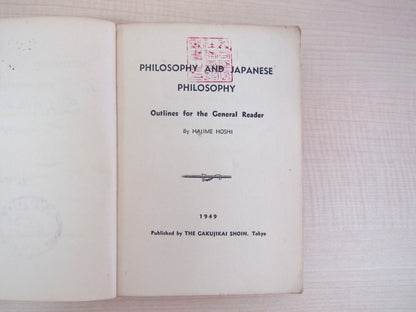 PHILOSOPHY AND JAPANESE
PHILOSOPHY
Outlines for the General Reader
By HAJIME HOSHI
1949
Published by THE GAKUJIKAI SHOIN, Tokyo